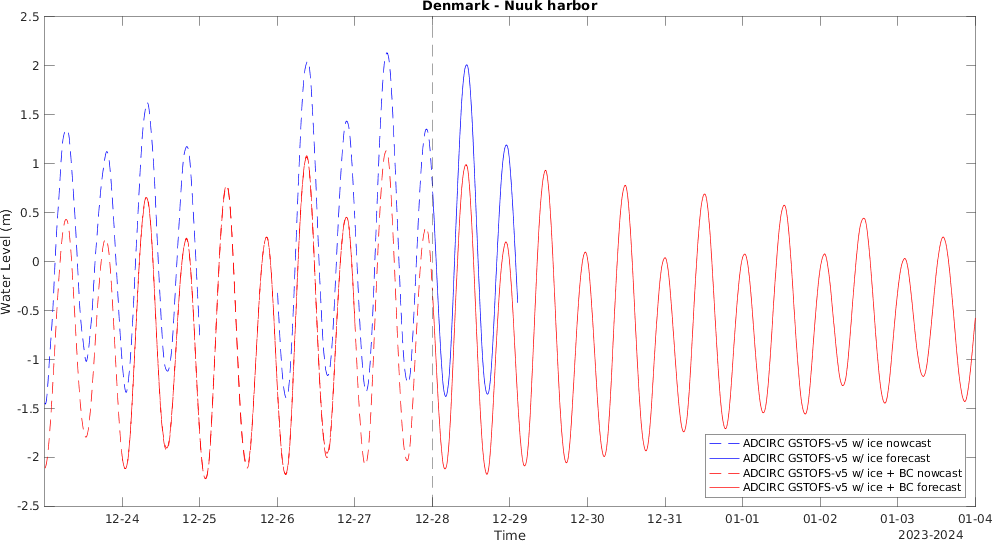 Denmark - Nuuk harbor
2.5
2
1.5
1
0.5
0
-0.5
-1
-1.5
-2
-2.5
Water Level (m)
ADCIRC GSTOFS-v5 w/ ice nowcast
ADCIRC GSTOFS-v5 w/ ice forecast
ADCIRC GSTOFS-v5 w/ ice + BC nowcast
ADCIRC GSTOFS-v5 w/ ice + BC forecast
12-24 12-25 12-26 12-27 12-28 12-29 12-30 12-31 01-01 01-02 01-03 01-04
Time
2023-2024